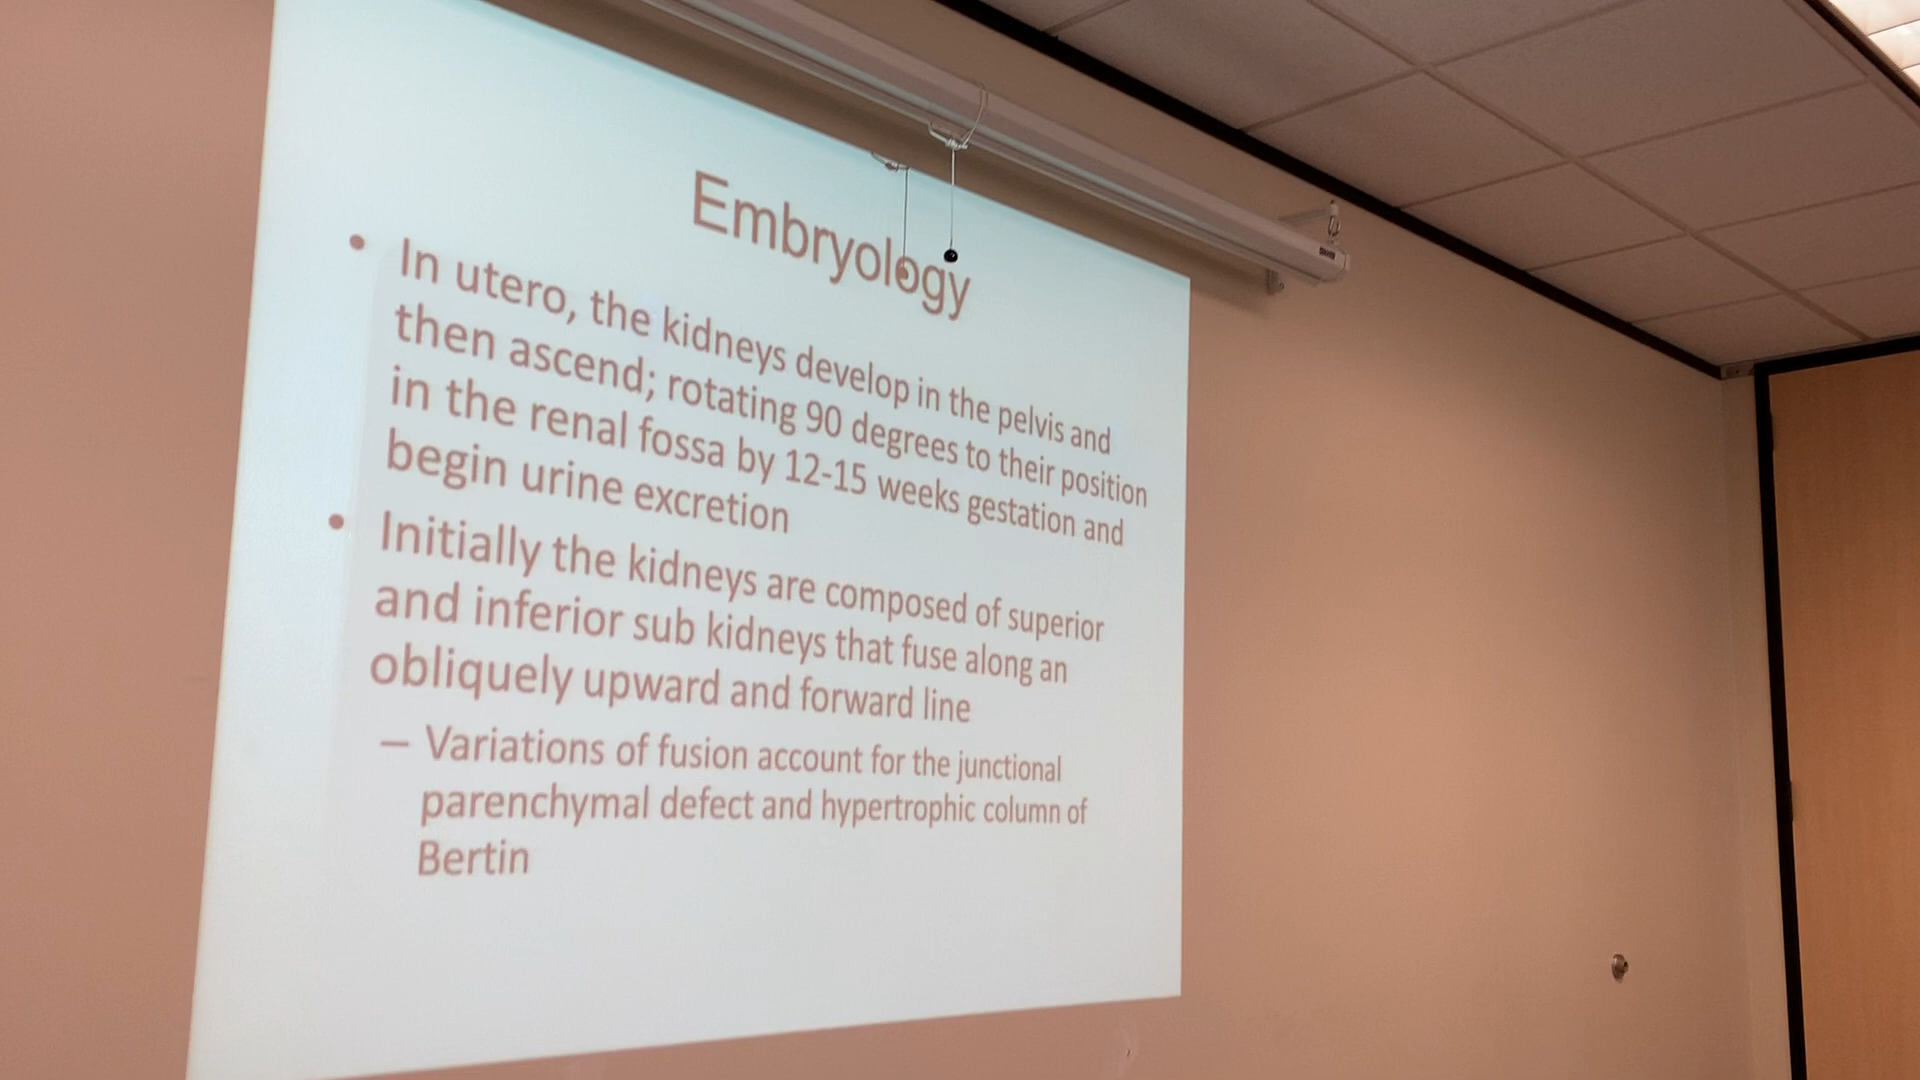 Embryology
• In utero, the kidneys develop in the pelvis and
then ascend; rotating 90 degrees to their position
in the renal fossa by 12-15 weeks gestation and
begin urine excretion
• Initially the kidneys are composed of superior
and inferior sub kidneys that fuse along an
obliquely upward and forward line
– Variations of fusion account for the junctional
parenchymal defect and hypertrophic column of
Bertin